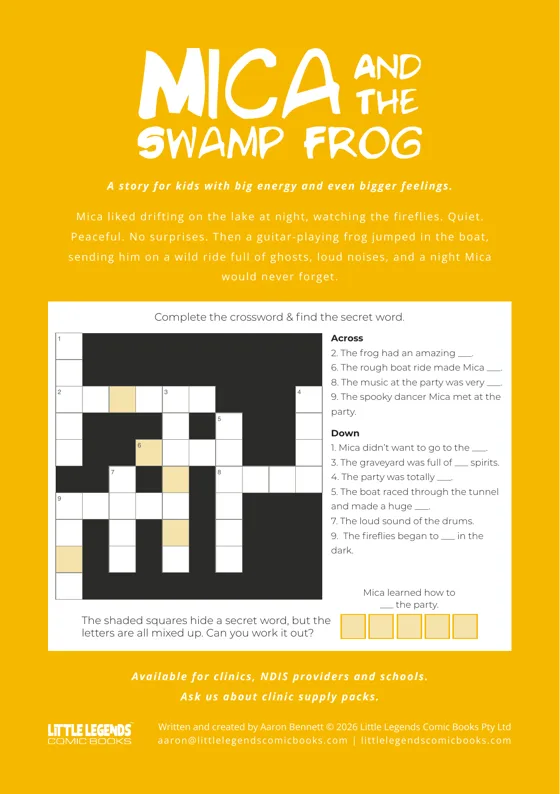 MICA AND
THE
SWAMP FROG
A story for kids with big energy and even bigger feelings.
Mica liked drifting on the lake at night, watching the fireflies. Quiet.
Peaceful. No surprises. Then a guitar-playing frog jumped in the boat,
sending him on a wild ride full of ghosts, loud noises, and a night Mica
would never forget.
Complete the crossword & find the secret word.
1
2
3
4
5
6
7
8
9
Across
2. The frog had an amazing ___.
6. The rough boat ride made Mica ___.
8. The music at the party was very ___.
9. The spooky dancer Mica met at the
party.
Down
1. Mica didn't want to go to the ___.
3. The graveyard was full of ___ spirits.
4. The party was totally ___.
5. The boat raced through the tunnel
and made a huge ___.
7. The loud sound of the drums.
9.  The fireflies began to ___ in the
dark.
Mica learned how to
___ the party.
The shaded squares hide a secret word, but the
letters are all mixed up. Can you work it out?
Available for clinics, NDIS providers and schools.
Ask us about clinic supply packs.
LITTLE LEGENDS
COMIC BOOKS
Written and created by Aaron Bennett © 2026 Little Legends Comic Books Pty Ltd
aaron@littlelegendscomicbooks.com | littlelegendscomicbooks.com